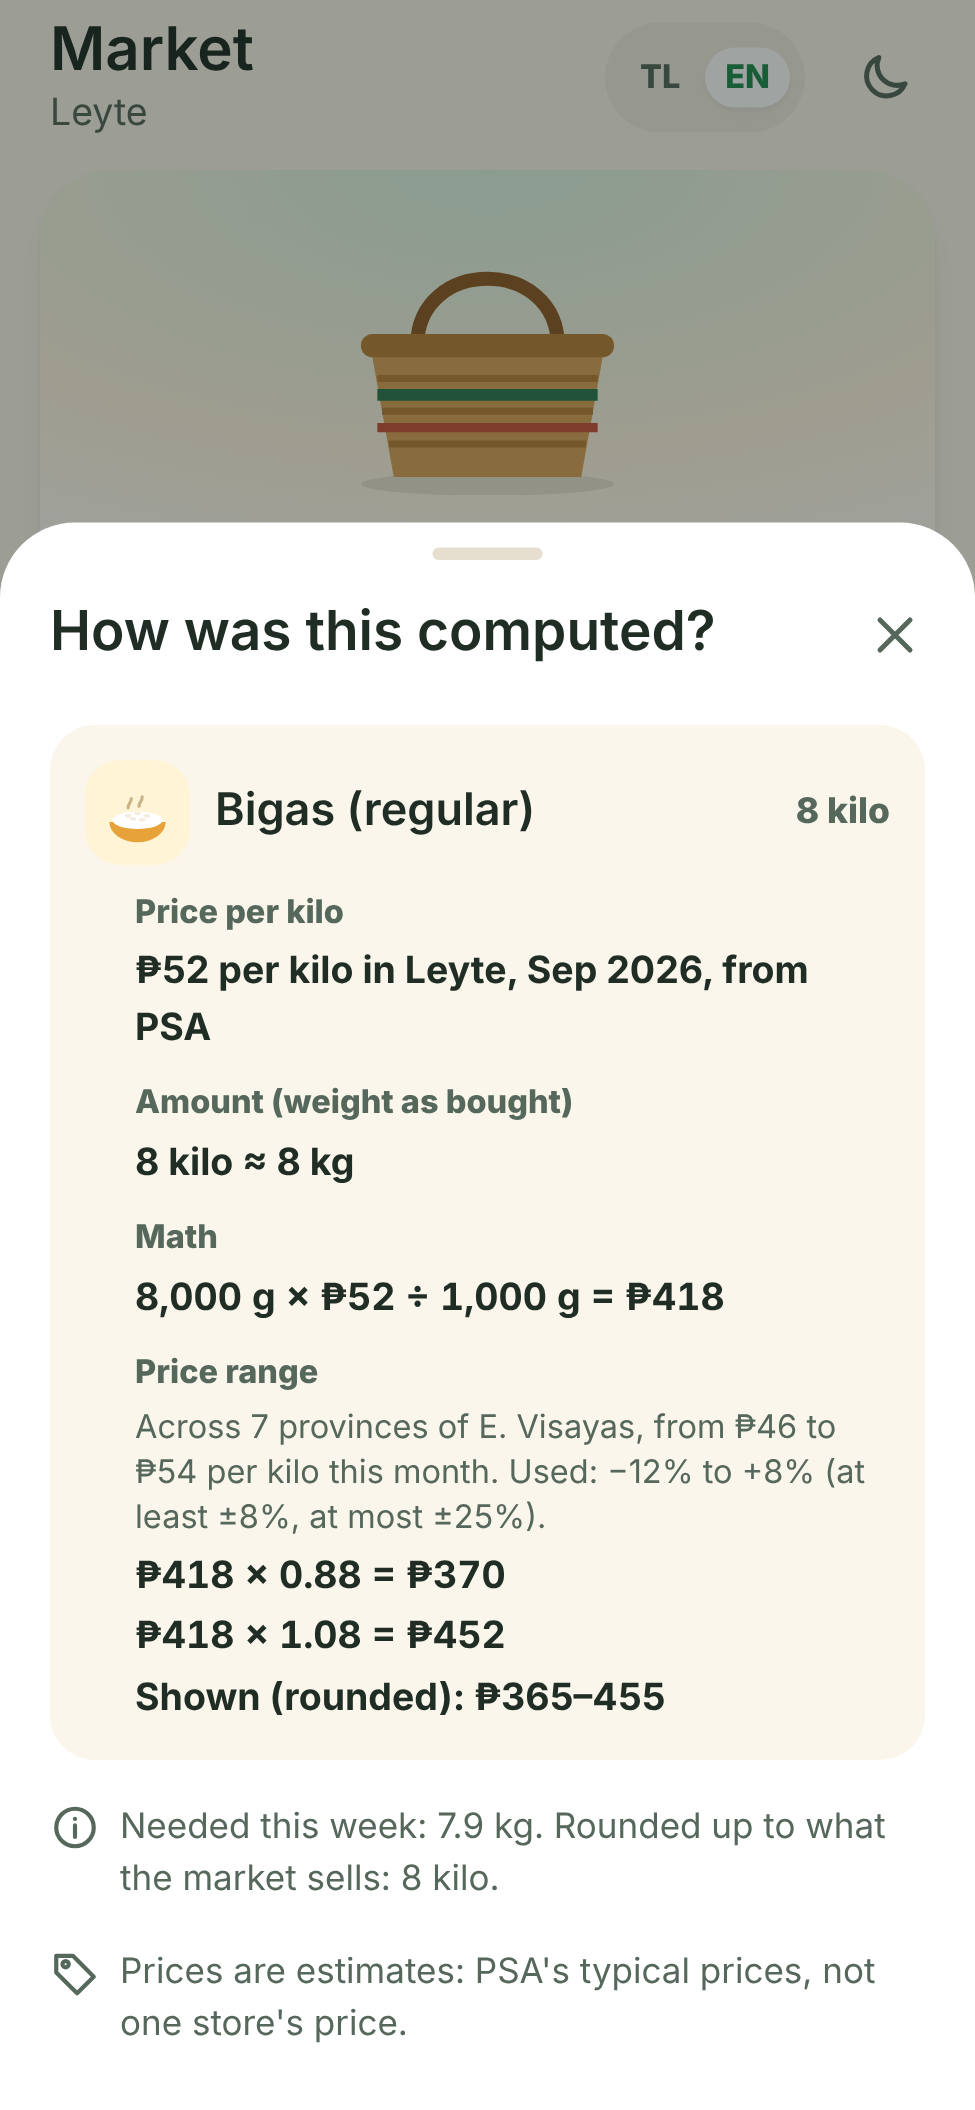 Market
Leyte
TL EN
How was this computed?
Bigas (regular)
8 kilo
Price per kilo
₱52 per kilo in Leyte, Sep 2026, from
PSA
Amount (weight as bought)
8 kilo ≈ 8 kg
Math
8,000 g × ₱52 ÷ 1,000 g = ₱418
Price range
Across 7 provinces of E. Visayas, from ₱46 to
₱54 per kilo this month. Used: −12% to +8% (at
least ±8%, at most ±25%).
₱418 × 0.88 = ₱370
₱418 × 1.08 = ₱452
Shown (rounded): ₱365–455
Needed this week: 7.9 kg. Rounded up to what
the market sells: 8 kilo.
Prices are estimates: PSA's typical prices, not
one store's price.